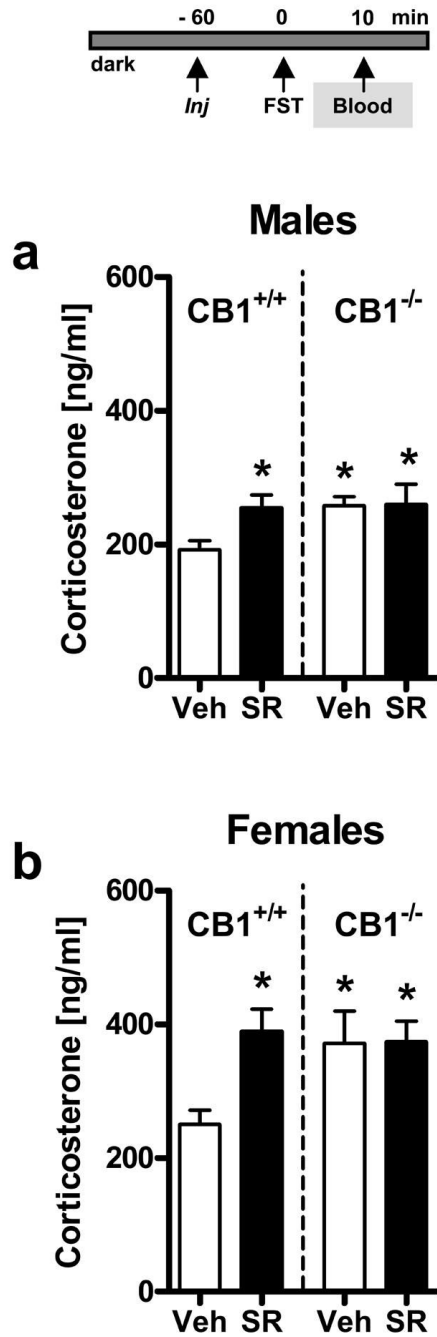 - 60 0 10 min
dark
Inj FST Blood
a
Males
Corticosterone [ng/ml]
600
400
200
0
CB1+/+ CB1-/-
* * *
Veh SR Veh SR
b
Females
Corticosterone [ng/ml]
600
400
200
0
CB1+/+ CB1-/-
* * *
Veh SR Veh SR